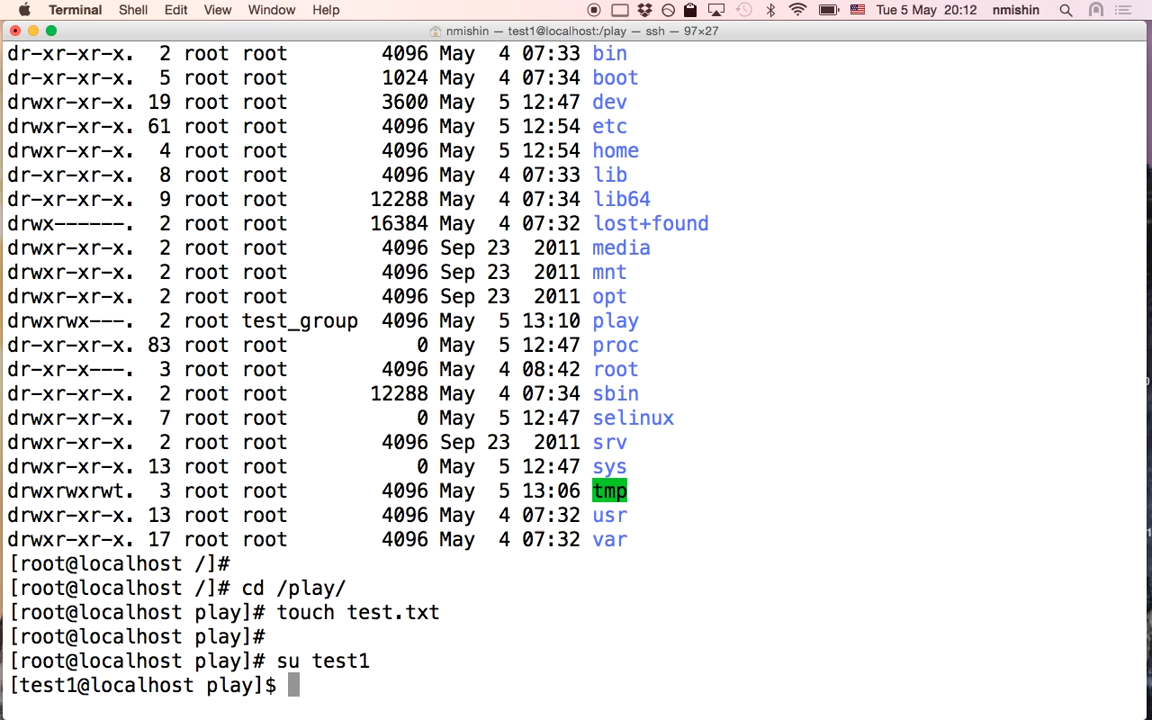 Terminal Shell Edit View Window Help Tue 5 May 20:12 nmishin
nmishin — test1@localhost:/play — ssh — 97×27
dr-xr-xr-x. 2 root root 4096 May 4 07:33 bin
dr-xr-xr-x. 5 root root 1024 May 4 07:34 boot
drwxr-xr-x. 19 root root 3600 May 5 12:47 dev
drwxr-xr-x. 61 root root 4096 May 5 12:54 etc
drwxr-xr-x. 4 root root 4096 May 5 12:54 home
dr-xr-xr-x. 8 root root 4096 May 4 07:33 lib
dr-xr-xr-x. 9 root root 12288 May 4 07:34 lib64
drwx------. 2 root root 16384 May 4 07:32 lost+found
drwxr-xr-x. 2 root root 4096 Sep 23 2011 media
drwxr-xr-x. 2 root root 4096 Sep 23 2011 mnt
drwxr-xr-x. 2 root root 4096 Sep 23 2011 opt
drwxrwx---. 2 root test_group 4096 May 5 13:10 play
dr-xr-xr-x. 83 root root 0 May 5 12:47 proc
dr-xr-x---. 3 root root 4096 May 4 08:42 root
dr-xr-xr-x. 2 root root 12288 May 4 07:34 sbin
drwxr-xr-x. 7 root root 0 May 5 12:47 selinux
drwxr-xr-x. 2 root root 4096 Sep 23 2011 srv
drwxr-xr-x. 13 root root 0 May 5 12:47 sys
drwxrwxrwt. 3 root root 4096 May 5 13:06 tmp
drwxr-xr-x. 13 root root 4096 May 4 07:32 usr
drwxr-xr-x. 17 root root 4096 May 4 07:32 var
[root@localhost /]#
[root@localhost /]# cd /play/
[root@localhost play]# touch test.txt
[root@localhost play]#
[root@localhost play]# su test1
[test1@localhost play]$